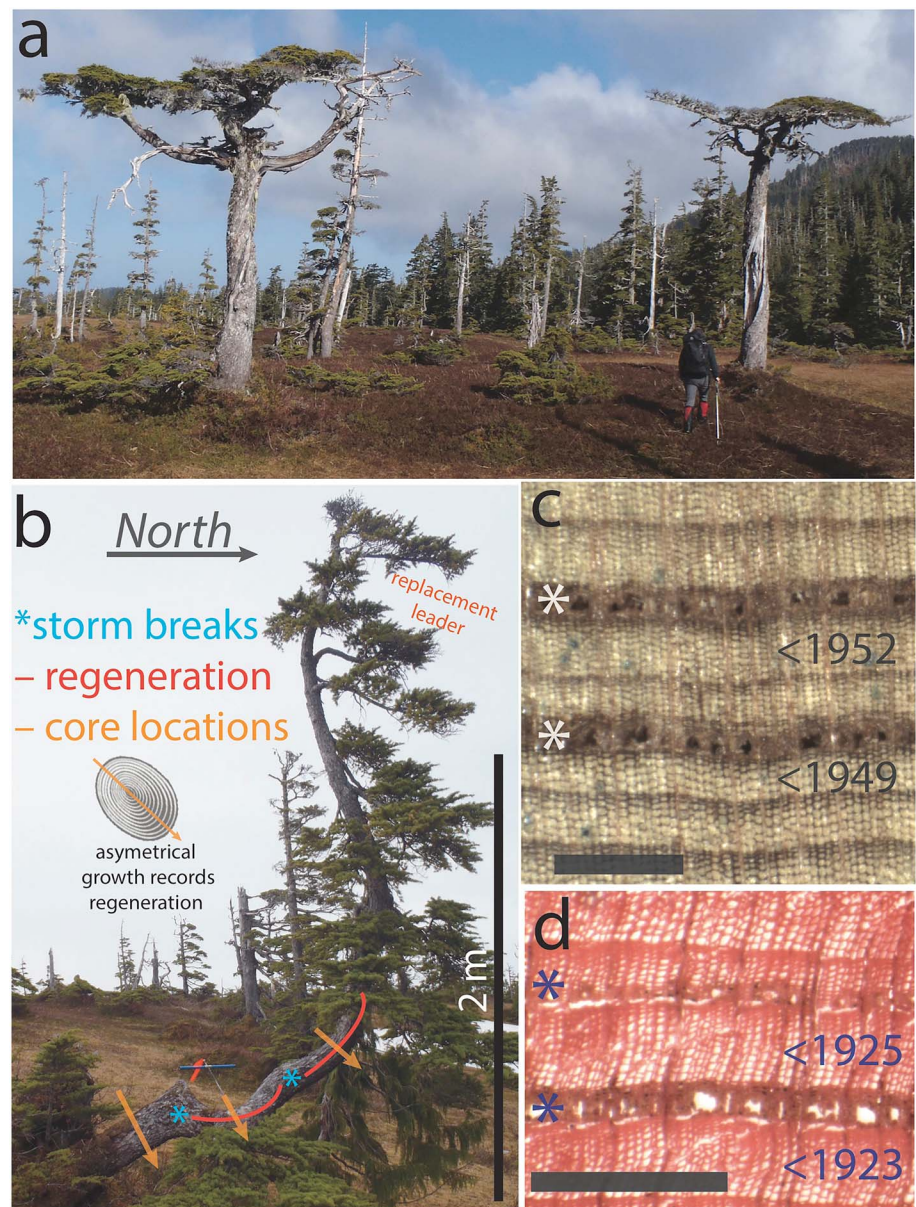 a
b
North
replacement
leader
*storm breaks
– regeneration
– core locations
asymetrical
growth records
regeneration
2 m
c
*
<1952
*
<1949
d
*
<1925
*
<1923